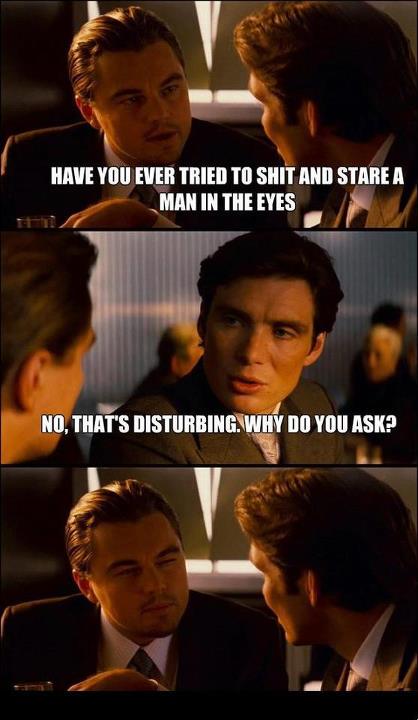 HAVE YOU EVER TRIED TO SHIT AND STARE A
MAN IN THE EYES
NO, THAT'S DISTURBING. WHY DO YOU ASK?